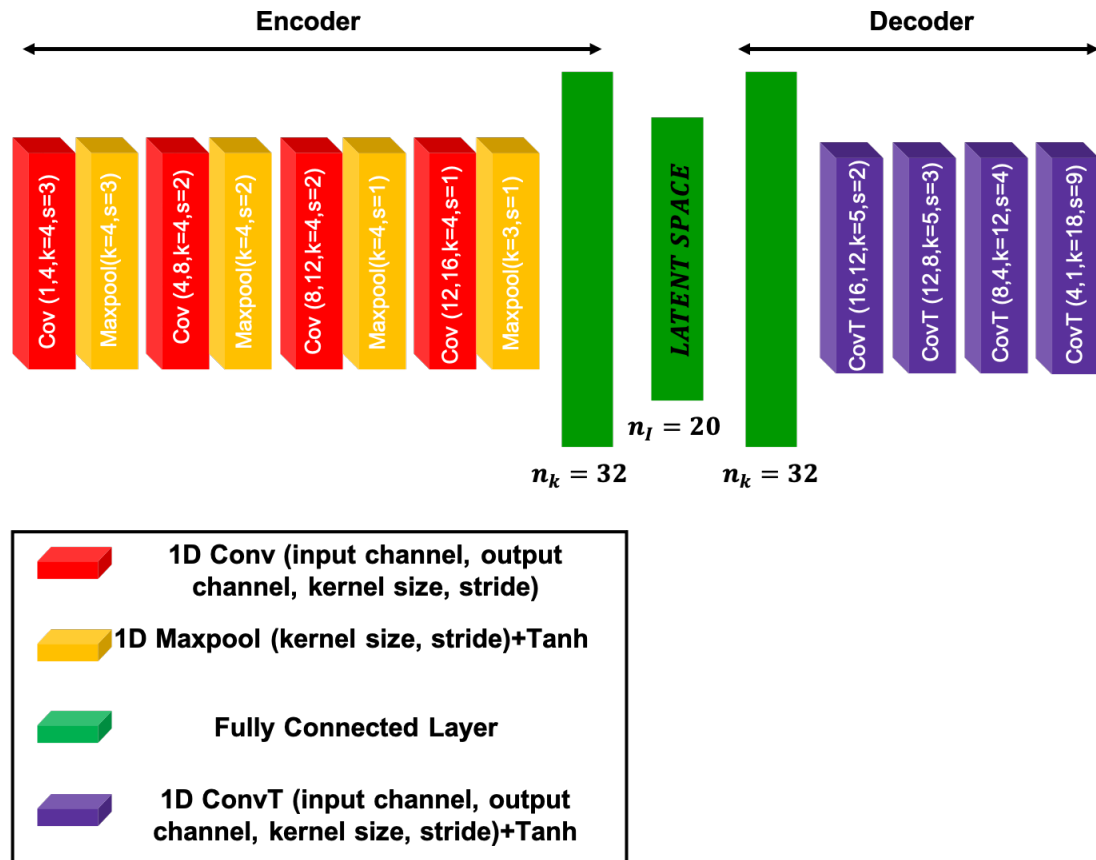 Encoder
Decoder
Cov (1,4,k=4,s=3)
Maxpool(k=4,s=3)
Cov (4,8,k=4,s=2)
Maxpool(k=4,s=2)
Cov (8,12,k=4,s=2)
Maxpool(k=4,s=1)
Cov (12,16,k=4,s=1)
Maxpool(k=3,s=1)
LATENT SPACE
CovT (16,12,k=5,s=2)
CovT (12,8,k=5,s=3)
CovT (8,4,k=12,s=4)
CovT (4,1,k=18,s=9)
n_I = 20
n_k = 32
n_k = 32
1D Conv (input channel, output
channel, kernel size, stride)
1D Maxpool (kernel size, stride)+Tanh
Fully Connected Layer
1D ConvT (input channel, output
channel, kernel size, stride)+Tanh